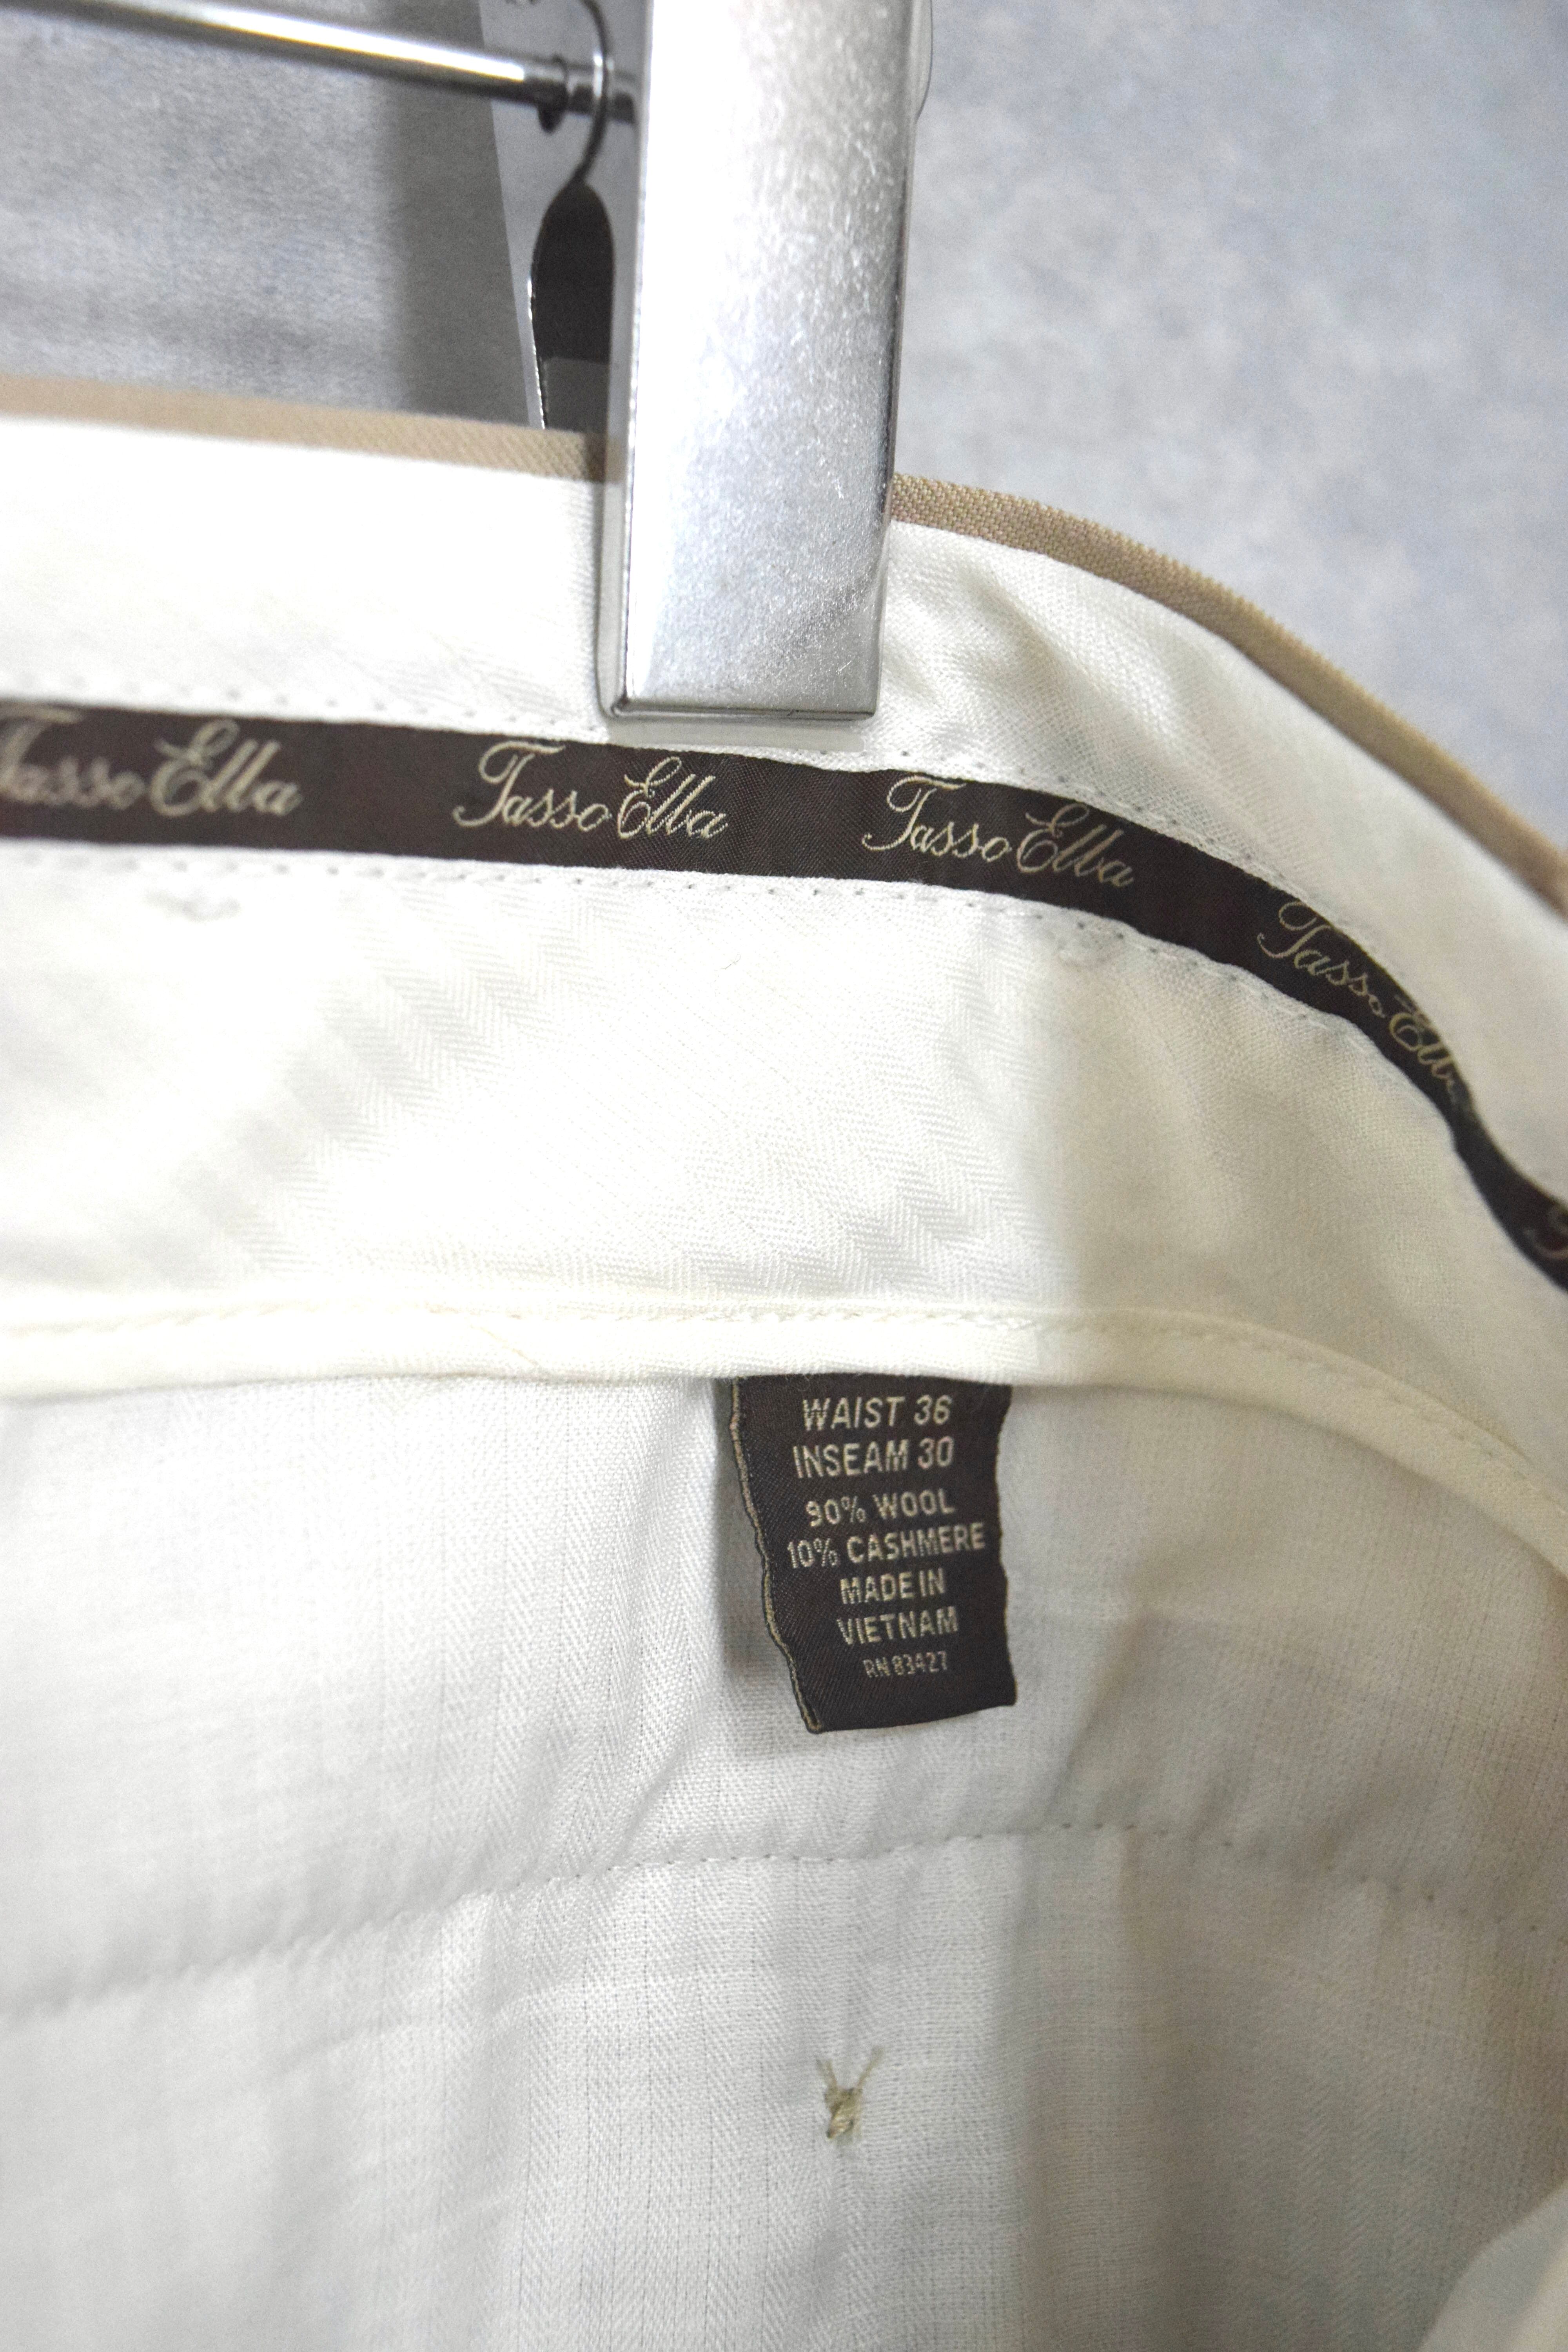 Tasso Elba Tasso Elba Tasso Elba Tasso Elba
WAIST 36
INSEAM 30
90% WOOL
10% CASHMERE
MADE IN
VIETNAM
RN 83427